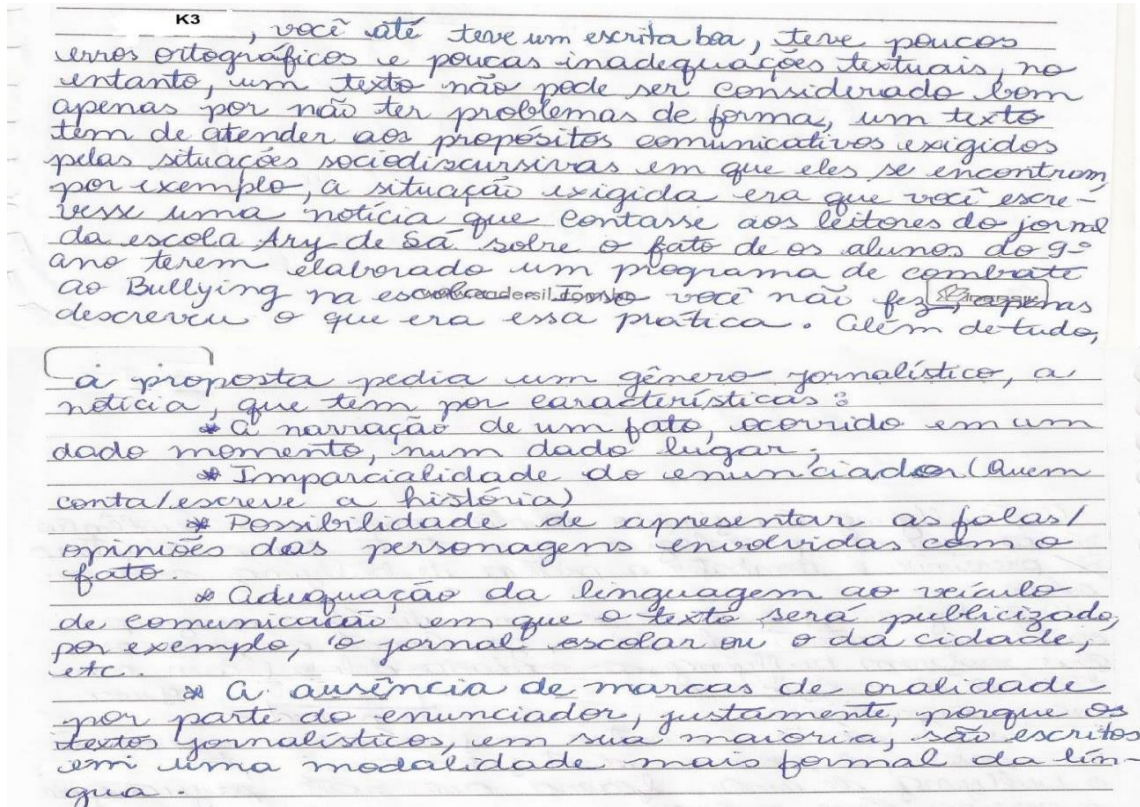 K3
, você até teve um escrita boa, teve poucos
erros ortográficos e poucas inadequações textuais, no
entanto, um texto não pode ser considerado bom
apenas por não ter problemas de forma, um texto
tem de atender aos propósitos comunicativos exigidos
pelas situações sociodiscursivas em que eles se encontram,
por exemplo, a situação exigida era que você escre-
vesse uma notícia que contasse aos leitores do jornal
da escola Ary de Sá sobre o fato de os alunos do 9º
ano terem elaborado um programa de combate
ao Bullying na você não fez, apenas
descreveu o que era essa prática. Além de tudo,
a proposta pedia um gênero jornalístico, a
notícia, que tem por características:
* A narração de um fato, ocorrido em um
dado momento, num dado lugar;
* Imparcialidade do enunciador (Quem
conta/escreve a história)
* Possibilidade de apresentar as falas/
opiniões das personagens envolvidas com o
fato.
* Adequação da linguagem ao veículo
de comunicação em que o texto será publicizado,
por exemplo, o jornal escolar ou o da cidade,
etc.
* A ausência de marcas de oralidade
por parte do enunciador, justamente, porque os
textos jornalísticos, em sua maioria, são escritos
em uma modalidade mais formal da lín-
gua.